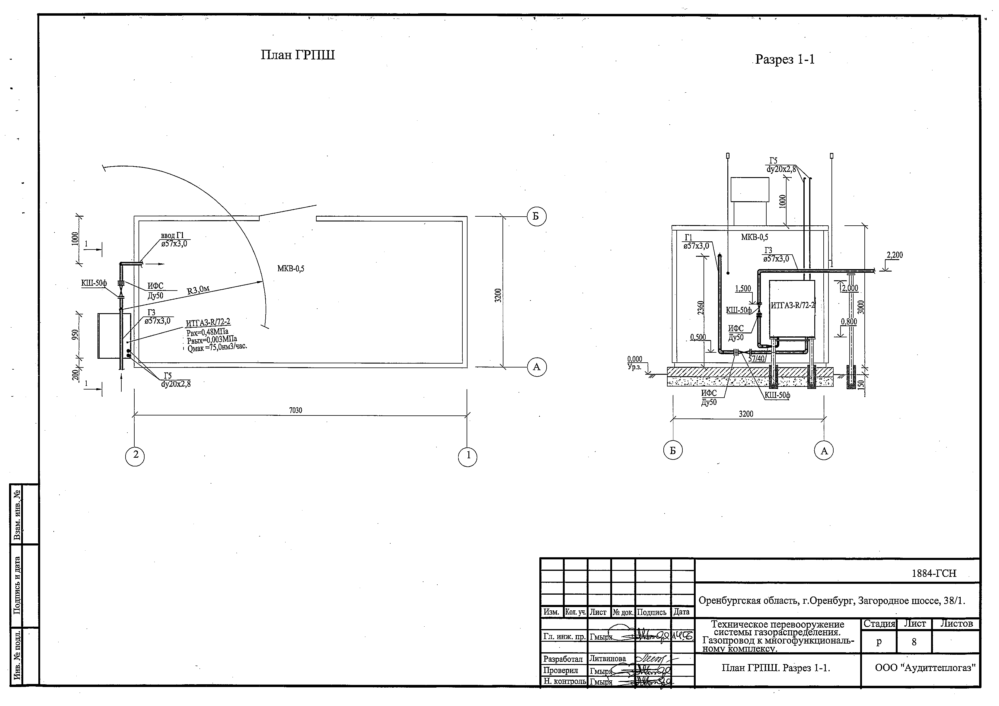 План ГРПШ
Разрез 1-1
1000
1
ввод Г1
ø57х3,0
КШ-50ф
ИФС
Ду50
R3,0м
МКВ-0,5
Г3
ø57х3,0
ИТГАЗ-R/72-2
Рвх=0,48МПа
Рвых=0,003МПа
Qмак =75,0нм3/час.
950
200
1
Г5
dy20x2,8
7030
3200
Б
А
2
1
Г5
dy20x2,8
1000
МКВ-0,5
Г1
ø57х3,0
Г3
ø57х3,0
2,200
1,500
2,000
ИТГАЗ-R/72-2
КШ-50ф
2360
3000
0,800
ИФС
Ду50
0,500
57/40
0,000
Ур.з.
150
ИФС
Ду50
КШ-50ф
3200
Б
А
Взам. инв. №
Подпись и дата
Инв. № подл.
1884-ГСН
Оренбургская область, г.Оренбург, Загородное шоссе, 38/1.
Изм. Кол. уч. Лист № док. Подпись Дата
Техническое перевооружение
системы газораспределения.
Газопровод к многофункциональ-
ному комплексу.
Стадия Лист Листов
р 8
Гл. инж. пр. Гмыря
Разработал Литвинова
Проверил Гмыря
Н. контроль Гмыря
План ГРПШ. Разрез 1-1.
ООО "Аудиттеплогаз"